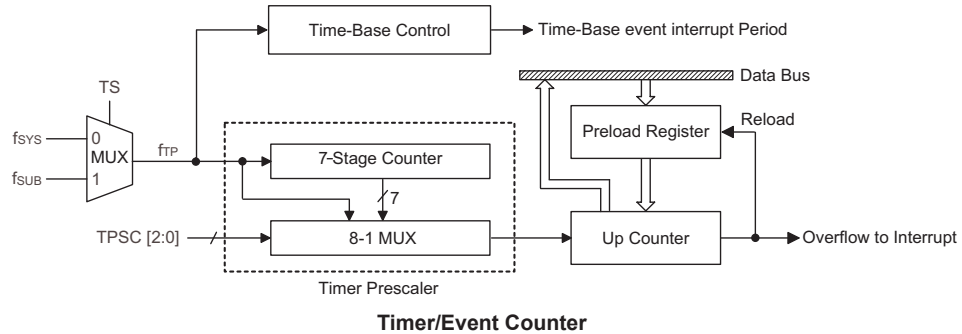 Time-Base Control
Time-Base event interrupt Period
Data Bus
TS
Preload Register
Reload
fSYS
0
MUX
fTP
7-Stage Counter
fSUB
1
7
TPSC [2:0]
8-1 MUX
Up Counter
Overflow to Interrupt
Timer Prescaler
Timer/Event Counter